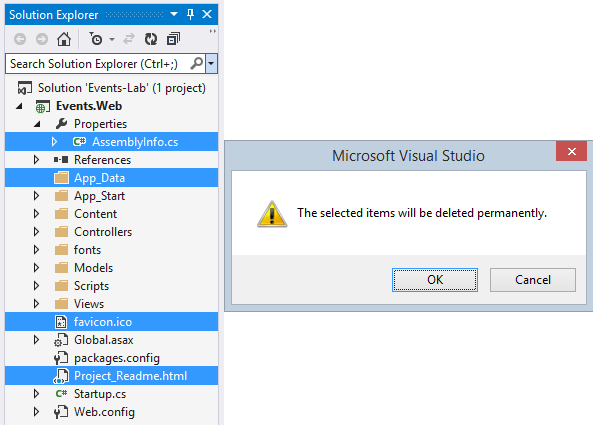 Solution Explorer
Search Solution Explorer (Ctrl+;)
Solution 'Events-Lab' (1 project)
Events.Web
Properties
C# AssemblyInfo.cs
References
App_Data
App_Start
Content
Controllers
fonts
Models
Scripts
Views
favicon.ico
Global.asax
packages.config
Project_Readme.html
C# Startup.cs
Web.config
Microsoft Visual Studio
The selected items will be deleted permanently.
OK
Cancel